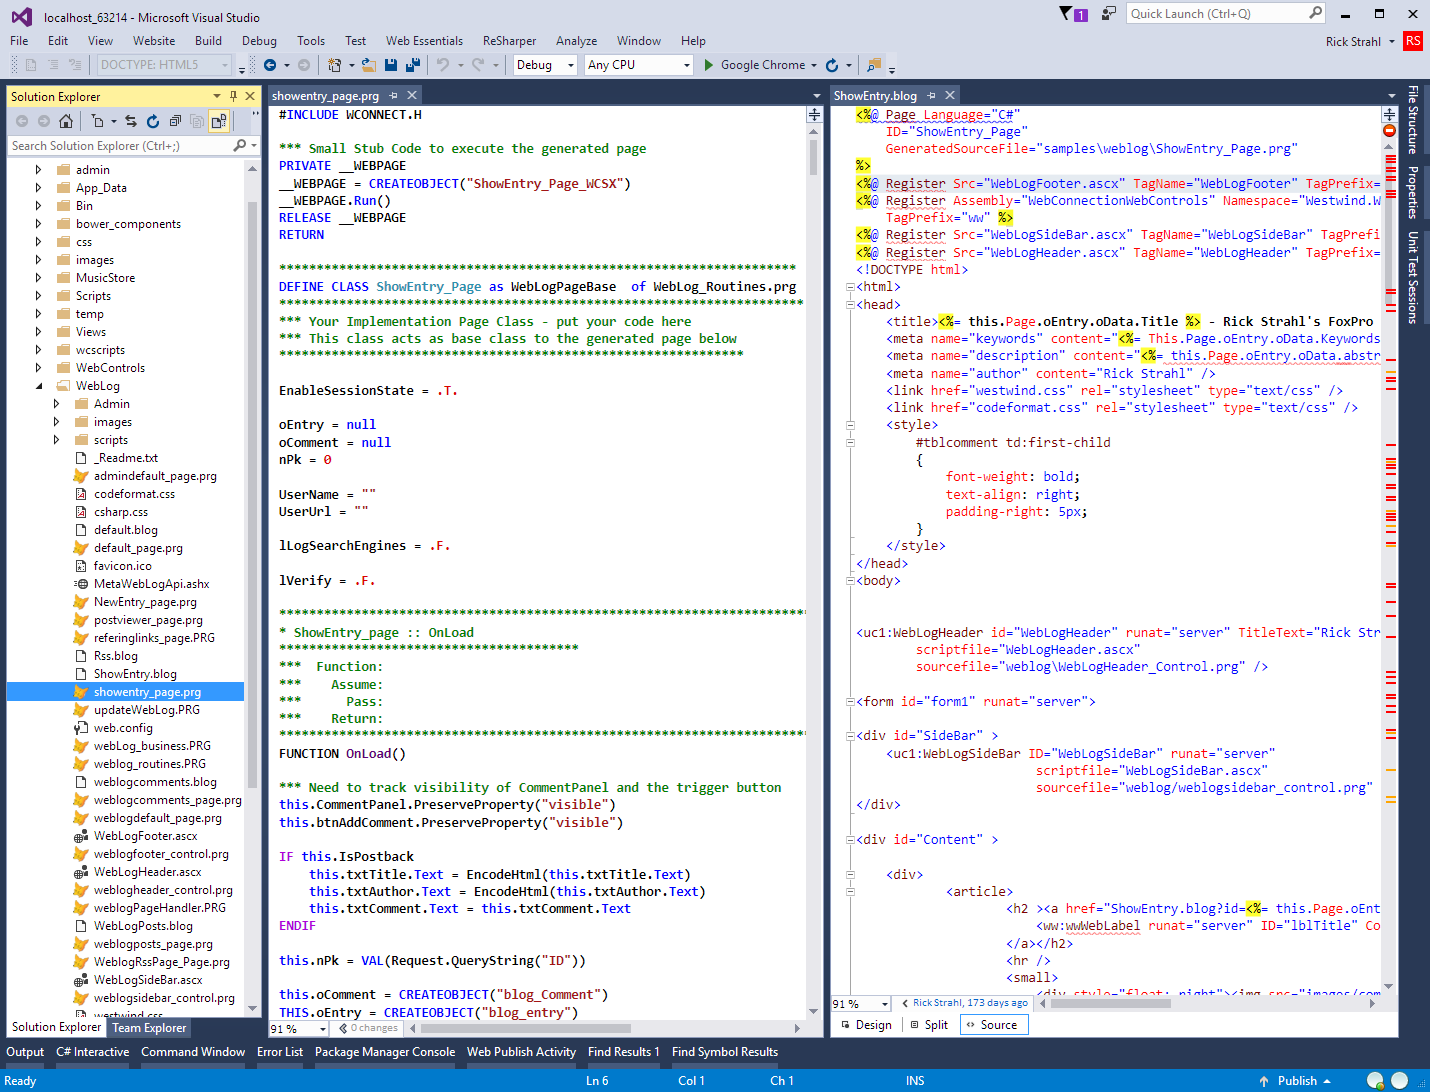 localhost_63214 - Microsoft Visual Studio
1
Quick Launch (Ctrl+Q)
File Edit View Website Build Debug Tools Test Web Essentials ReSharper Analyze Window Help
Rick Strahl RS
DOCTYPE: HTML5 Debug Any CPU Google Chrome
Solution Explorer
Search Solution Explorer (Ctrl+;)
admin
App_Data
Bin
bower_components
css
images
MusicStore
Scripts
temp
Views
wcscripts
WebControls
WebLog
Admin
images
scripts
_Readme.txt
admindefault_page.prg
codeformat.css
csharp.css
default.blog
default_page.prg
favicon.ico
MetaWebLogApi.ashx
NewEntry_page.prg
postviewer_page.prg
referinglinks_page.PRG
Rss.blog
ShowEntry.blog
showentry_page.prg
updateWebLog.PRG
web.config
webLog_business.PRG
weblog_routines.PRG
weblogcomments.blog
weblogcomments_page.prg
weblogdefault_page.prg
WebLogFooter.ascx
weblogfooter_control.prg
WebLogHeader.ascx
weblogheader_control.prg
weblogPageHandler.PRG
WebLogPosts.blog
weblogposts_page.prg
WeblogRssPage_Page.prg
WebLogSideBar.ascx
weblogsidebar_control.prg
westwind.css
Solution Explorer Team Explorer
showentry_page.prg
#INCLUDE WCONNECT.H
*** Small Stub Code to execute the generated page
PRIVATE __WEBPAGE
__WEBPAGE = CREATEOBJECT("ShowEntry_Page_WCSX")
__WEBPAGE.Run()
RELEASE __WEBPAGE
RETURN
*********************************************************************
DEFINE CLASS ShowEntry_Page as WebLogPageBase  of WebLog_Routines.prg
**********************************************************************
*** Your Implementation Page Class - put your code here
*** This class acts as base class to the generated page below
**************************************************************
EnableSessionState = .T.
oEntry = null
oComment = null
nPk = 0
UserName = ""
UserUrl = ""
lLogSearchEngines = .F.
lVerify = .F.
**********************************************************************
* ShowEntry_page :: OnLoad
****************************************
***  Function:
***    Assume:
***      Pass:
***    Return:
**********************************************************************
FUNCTION OnLoad()
*** Need to track visibility of CommentPanel and the trigger button
this.CommentPanel.PreserveProperty("visible")
this.btnAddComment.PreserveProperty("visible")
IF this.IsPostback
this.txtTitle.Text = EncodeHtml(this.txtTitle.Text)
this.txtAuthor.Text = EncodeHtml(this.txtAuthor.Text)
this.txtComment.Text = this.txtComment.Text
ENDIF
this.nPk = VAL(Request.QueryString("ID"))
this.oComment = CREATEOBJECT("blog_Comment")
THIS.oEntry = CREATEOBJECT("blog_entry")
91 % 0 changes
ShowEntry.blog
<%@ Page Language="C#"
ID="ShowEntry_Page"
GeneratedSourceFile="samples\weblog\ShowEntry_Page.prg"
%>
<%@ Register Src="WebLogFooter.ascx" TagName="WebLogFooter" TagPrefix=
<%@ Register Assembly="WebConnectionWebControls" Namespace="Westwind.W
TagPrefix="ww" %>
<%@ Register Src="WebLogSideBar.ascx" TagName="WebLogSideBar" TagPrefi
<%@ Register Src="WebLogHeader.ascx" TagName="WebLogHeader" TagPrefix=
<!DOCTYPE html>
<html>
<head>
<title><%= this.Page.oEntry.oData.Title %> - Rick Strahl's FoxPro
<meta name="keywords" content="<%= This.Page.oEntry.oData.Keywords
<meta name="description" content="<%= this.Page.oEntry.oData.abstr
<meta name="author" content="Rick Strahl" />
<link href="westwind.css" rel="stylesheet" type="text/css" />
<link href="codeformat.css" rel="stylesheet" type="text/css" />
<style>
#tblcomment td:first-child
{
font-weight: bold;
text-align: right;
padding-right: 5px;
}
</style>
</head>
<body>
<uc1:WebLogHeader id="WebLogHeader" runat="server" TitleText="Rick Str
scriptfile="WebLogHeader.ascx"
sourcefile="weblog\WebLogHeader_Control.prg" />
<form id="form1" runat="server">
<div id="SideBar" >
<uc1:WebLogSideBar ID="WebLogSideBar" runat="server"
scriptfile="WebLogSideBar.ascx"
sourcefile="weblog/weblogsidebar_control.prg"
</div>
<div id="Content" >
<div>
<article>
<h2 ><a href="ShowEntry.blog?id=<%= this.Page.oEnt
<ww:wwWebLabel runat="server" ID="lblTitle" Co
</a></h2>
<hr />
<small>
<div style="float: right"><img src="images/com
91 % Rick Strahl, 173 days ago
Design Split Source
File Structure
Properties
Unit Test Sessions
Output C# Interactive Command Window Error List Package Manager Console Web Publish Activity Find Results 1 Find Symbol Results
Ready Ln 6 Col 1 Ch 1 INS Publish